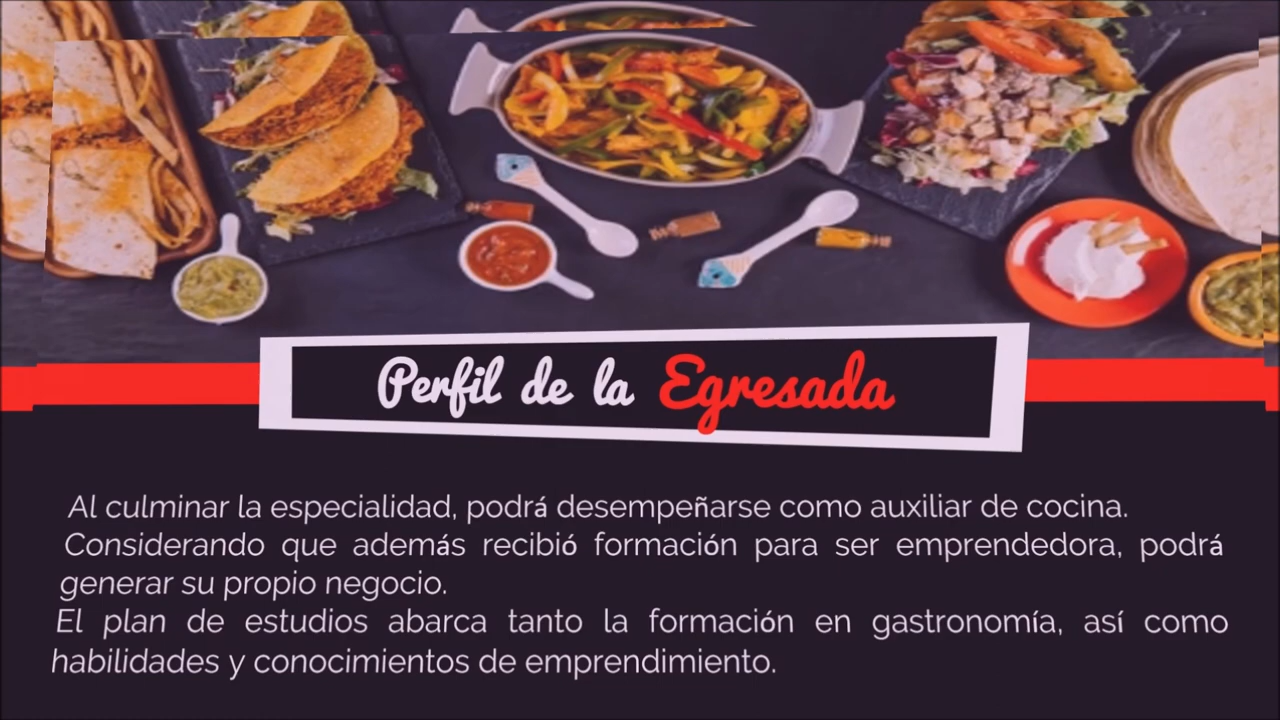 Perfil de la Egresada
Al culminar la especialidad, podrá desempeñarse como auxiliar de cocina.
Considerando que además recibió formación para ser emprendedora, podrá
generar su propio negocio.
El plan de estudios abarca tanto la formación en gastronomía, así como
habilidades y conocimientos de emprendimiento.